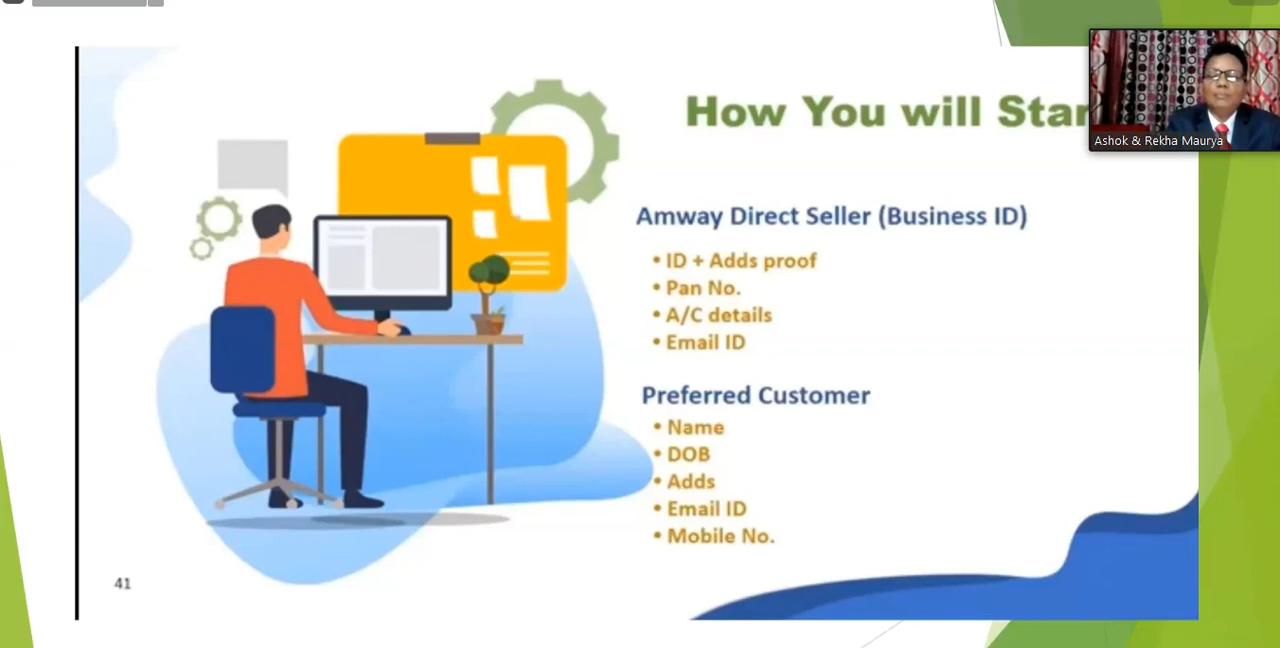 How You will Star
Ashok & Rekha Maurya
Amway Direct Seller (Business ID)
• ID + Adds proof
• Pan No.
• A/C details
• Email ID
Preferred Customer
• Name
• DOB
• Adds
• Email ID
• Mobile No.
41